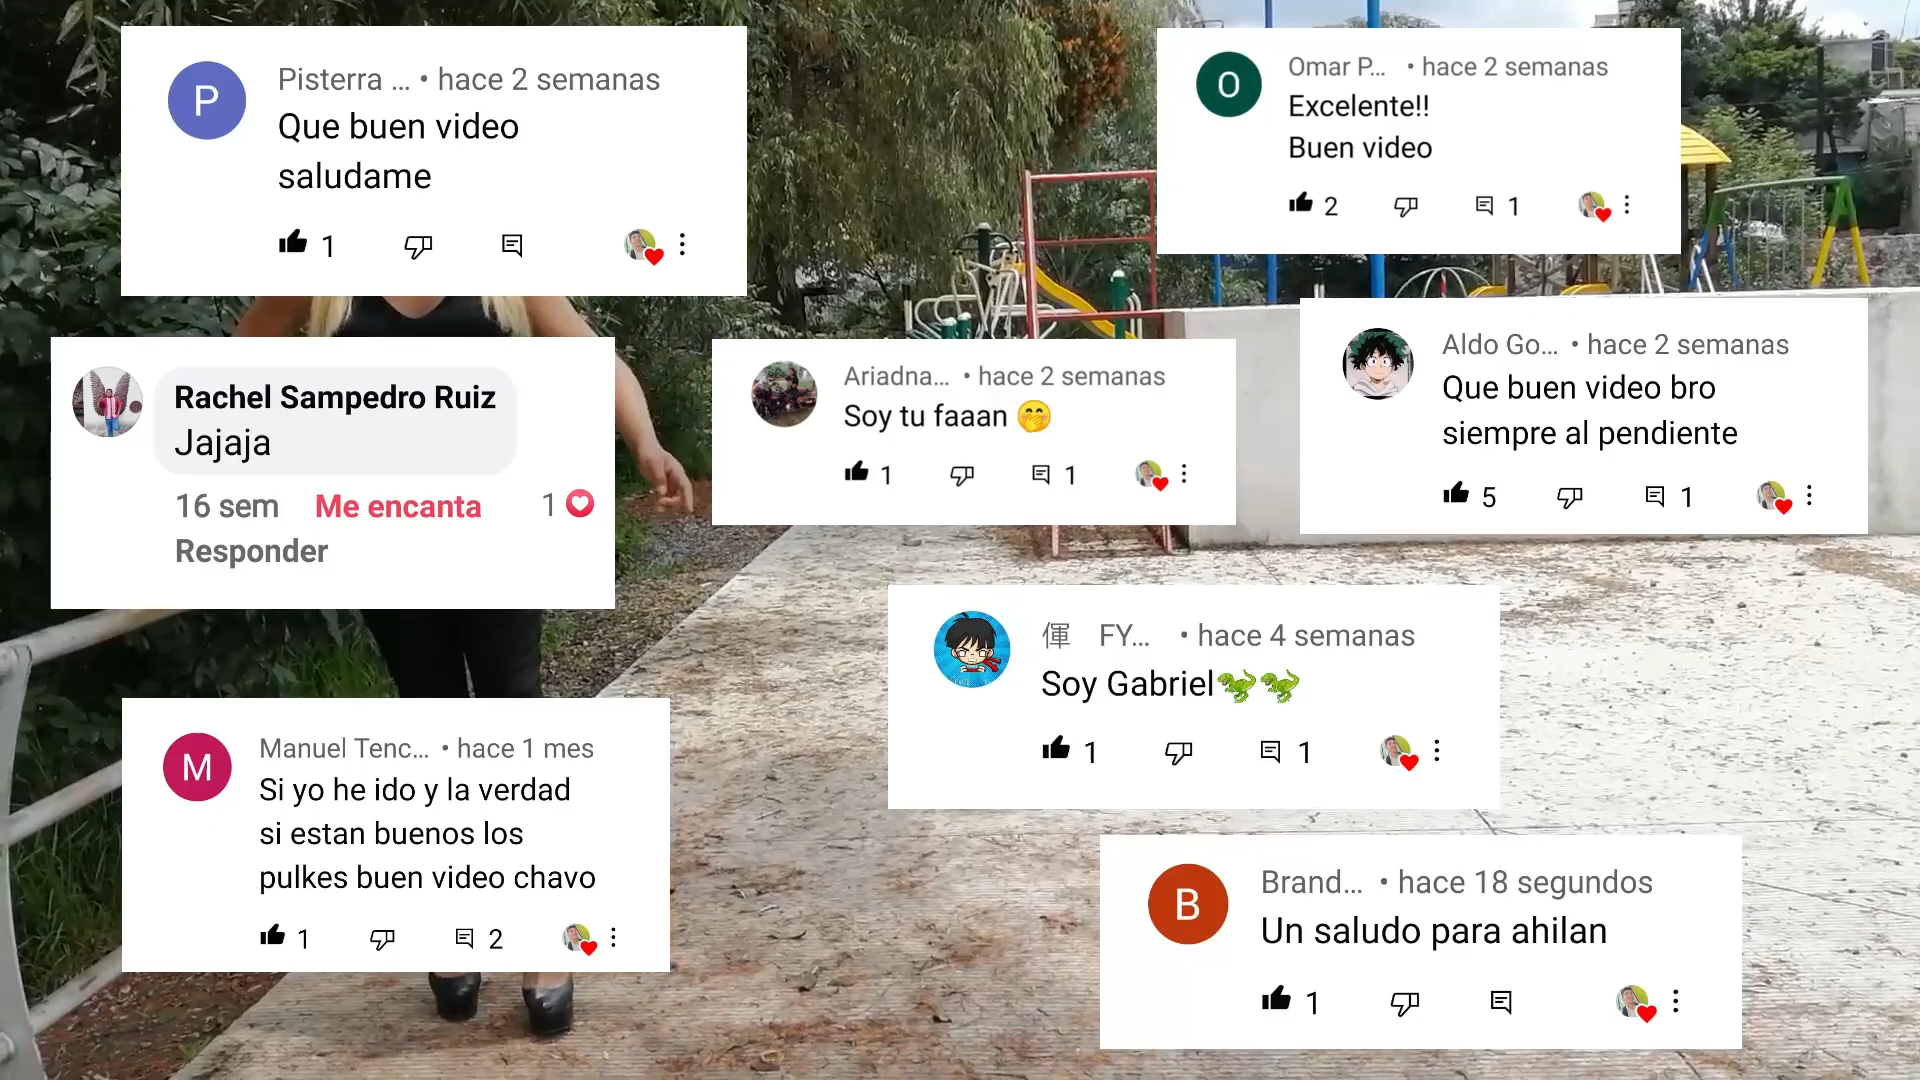 P
Pisterra ... • hace 2 semanas
Que buen video
saludame
1
O
Omar P... • hace 2 semanas
Excelente!!
Buen video
2 1
Rachel Sampedro Ruiz
Jajaja
16 sem Me encanta 1
Responder
Ariadna... • hace 2 semanas
Soy tu faaan 🤭
1 1
Aldo Go... • hace 2 semanas
Que buen video bro
siempre al pendiente
5 1
FY... • hace 4 semanas
Soy Gabriel🦖🦖
1 1
M
Manuel Tenc... • hace 1 mes
Si yo he ido y la verdad
si estan buenos los
pulkes buen video chavo
1 2
B
Brand... • hace 18 segundos
Un saludo para ahilan
1